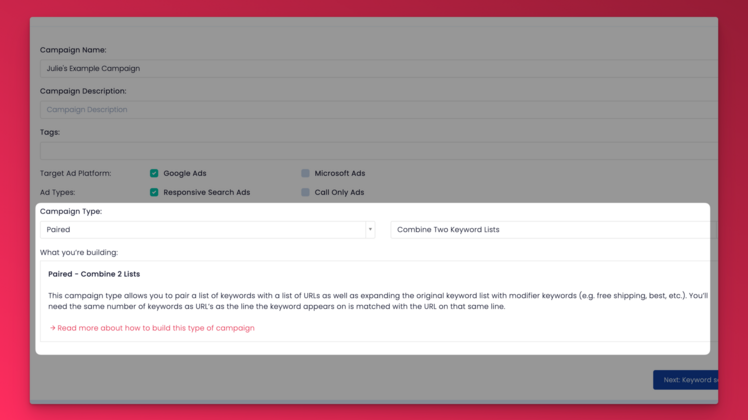 Campaign Name:
Julie's Example Campaign
Campaign Description:
Campaign Description
Tags:
Target Ad Platform: Google Ads Microsoft Ads
Ad Types: Responsive Search Ads Call Only Ads
Campaign Type:
Paired Combine Two Keyword Lists
What you're building:
Paired - Combine 2 Lists
This campaign type allows you to pair a list of keywords with a list of URLs as well as expanding the original keyword list with modifier keywords (e.g. free shipping, best, etc.). You'll
need the same number of keywords as URL's as the line the keyword appears on is matched with the URL on that same line.
→ Read more about how to build this type of campaign
Next: Keyword